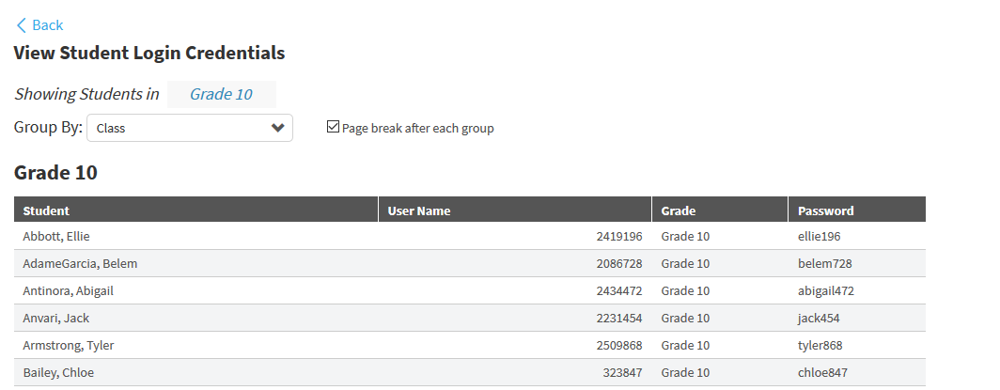 Back
View Student Login Credentials
Showing Students in Grade 10
Group By: Class Page break after each group
Grade 10
Student User Name Grade Password
Abbott, Ellie 2419196 Grade 10 ellie196
AdameGarcia, Belem 2086728 Grade 10 belem728
Antinora, Abigail 2434472 Grade 10 abigail472
Anvari, Jack 2231454 Grade 10 jack454
Armstrong, Tyler 2509868 Grade 10 tyler868
Bailey, Chloe 323847 Grade 10 chloe847